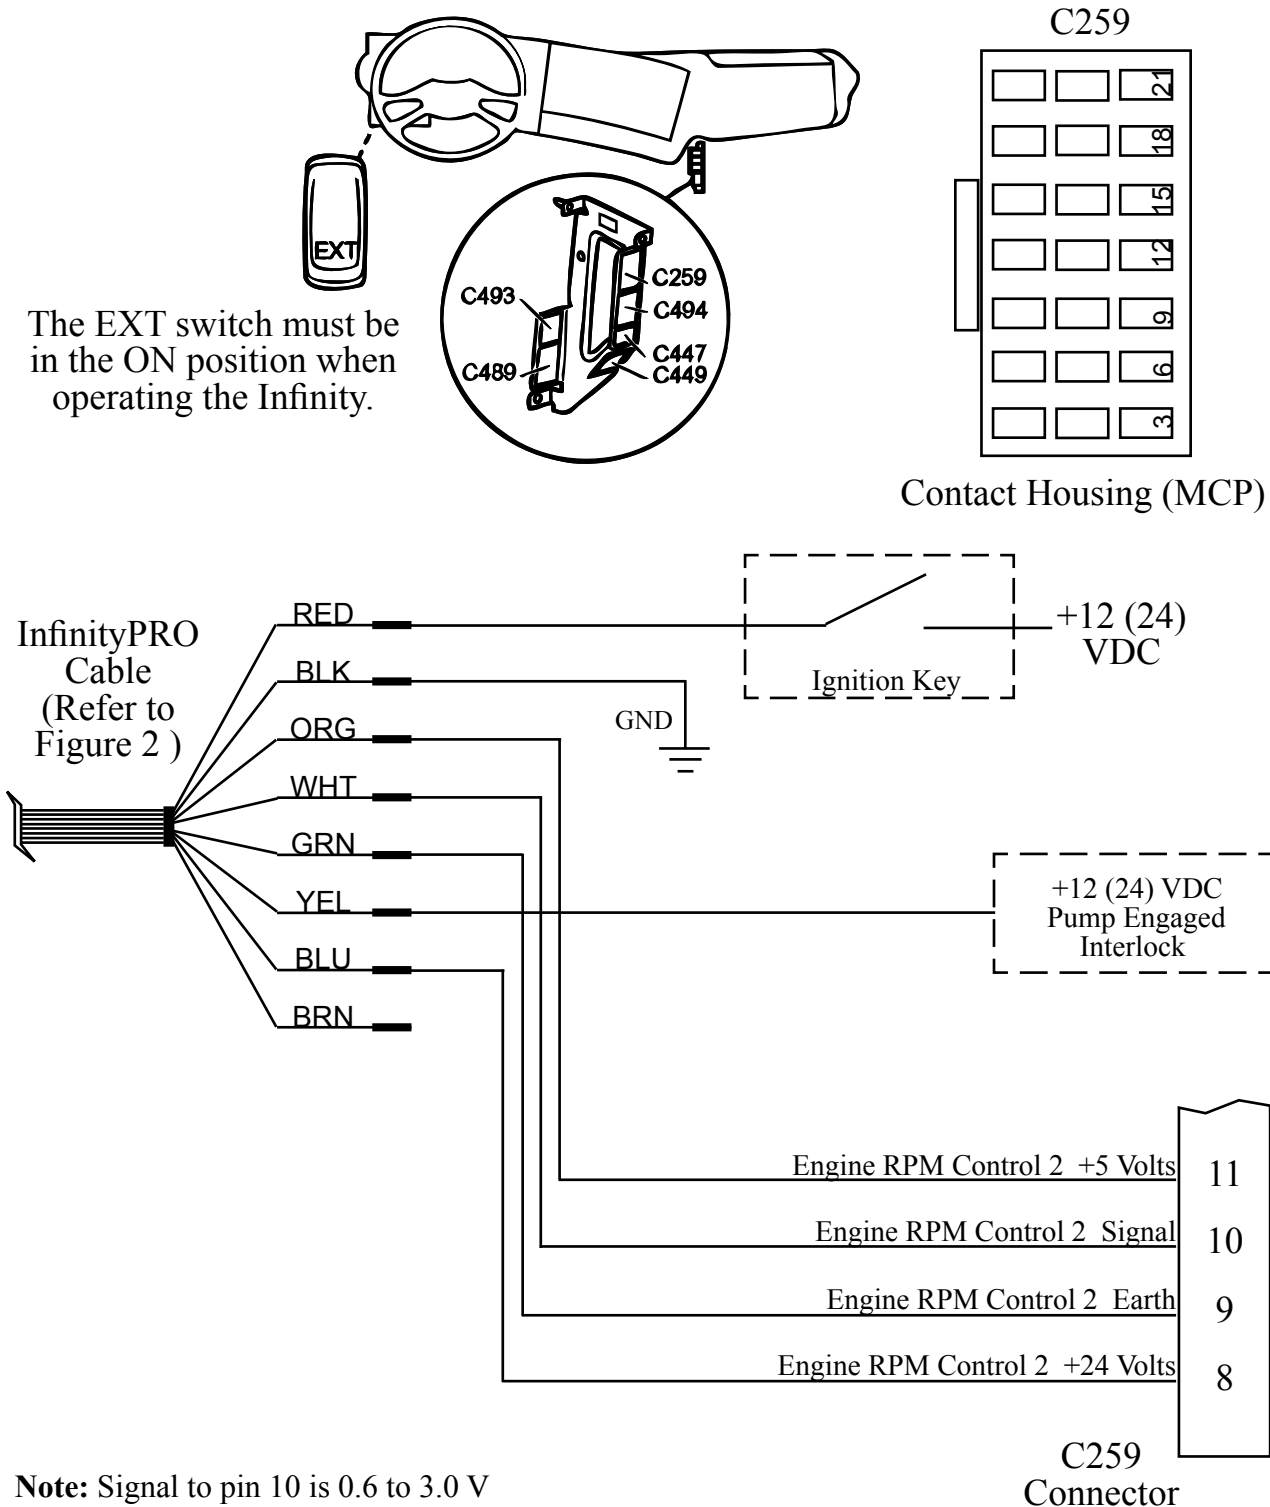 C259
21
18
15
12
9
6
3
Contact Housing (MCP)
EXT
C493
C489
C259
C494
C447
C449
The EXT switch must be
in the ON position when
operating the Infinity.
InfinityPRO
Cable
(Refer to
Figure 2 )
RED
BLK
ORG
WHT
GRN
YEL
BLU
BRN
GND
Ignition Key
+12 (24)
VDC
+12 (24) VDC
Pump Engaged
Interlock
Engine RPM Control 2 +5 Volts
11
Engine RPM Control 2 Signal
10
Engine RPM Control 2 Earth
9
Engine RPM Control 2 +24 Volts
8
C259
Connector
Note: Signal to pin 10 is 0.6 to 3.0 V